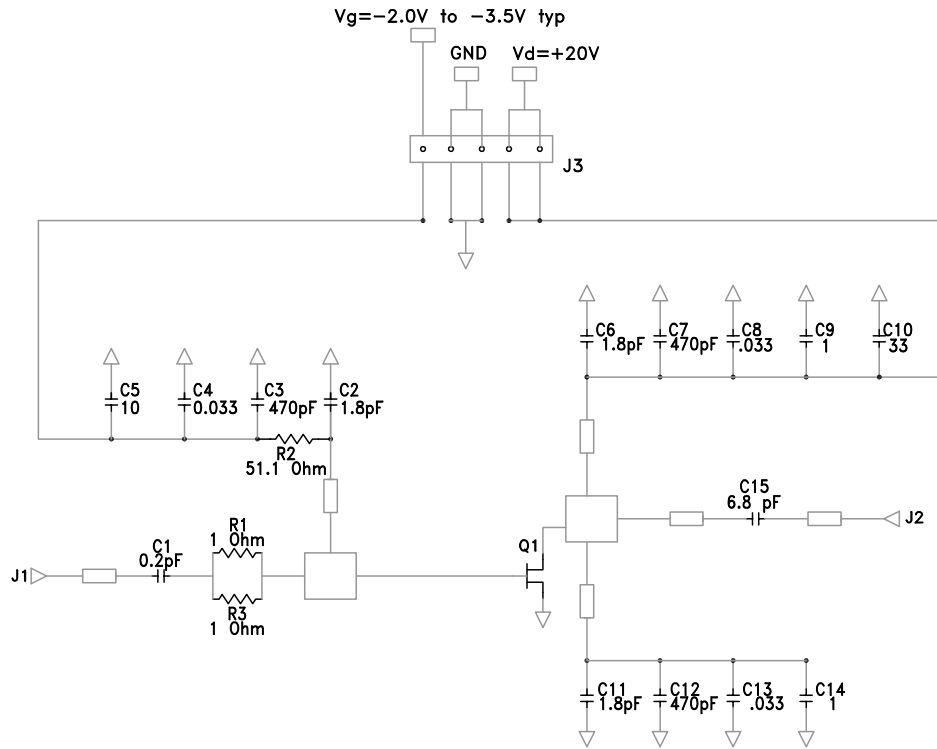 Vg=-2.0V to -3.5V typ
GND
Vd=+20V
J3
C6
1.8pF
C7
470pF
C8
.033
C9
1
C10
33
C5
10
C4
0.033
C3
470pF
C2
1.8pF
R2
51.1 Ohm
C15
6.8 pF
J2
R1
1 Ohm
Q1
C1
0.2pF
J1
R3
1 Ohm
C11
1.8pF
C12
470pF
C13
.033
C14
1